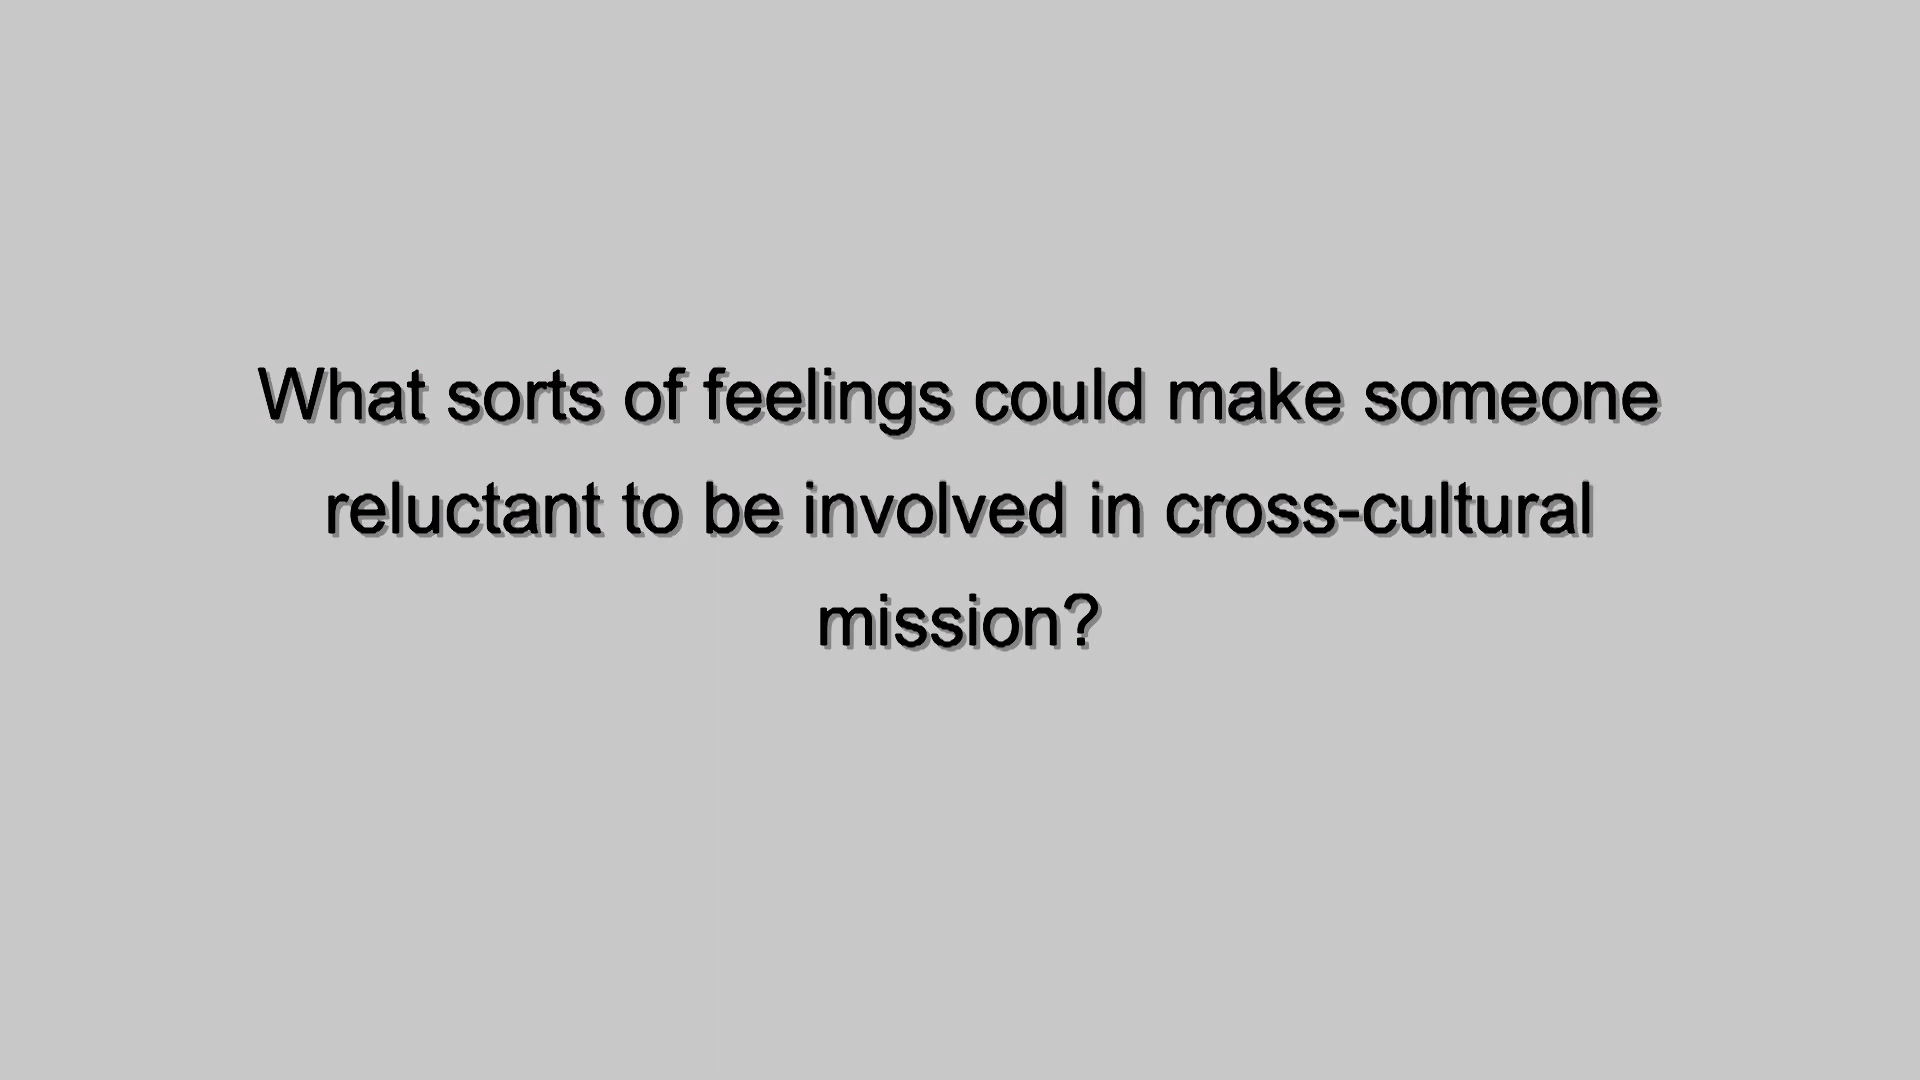 What sorts of feelings could make someone
reluctant to be involved in cross-cultural
mission?